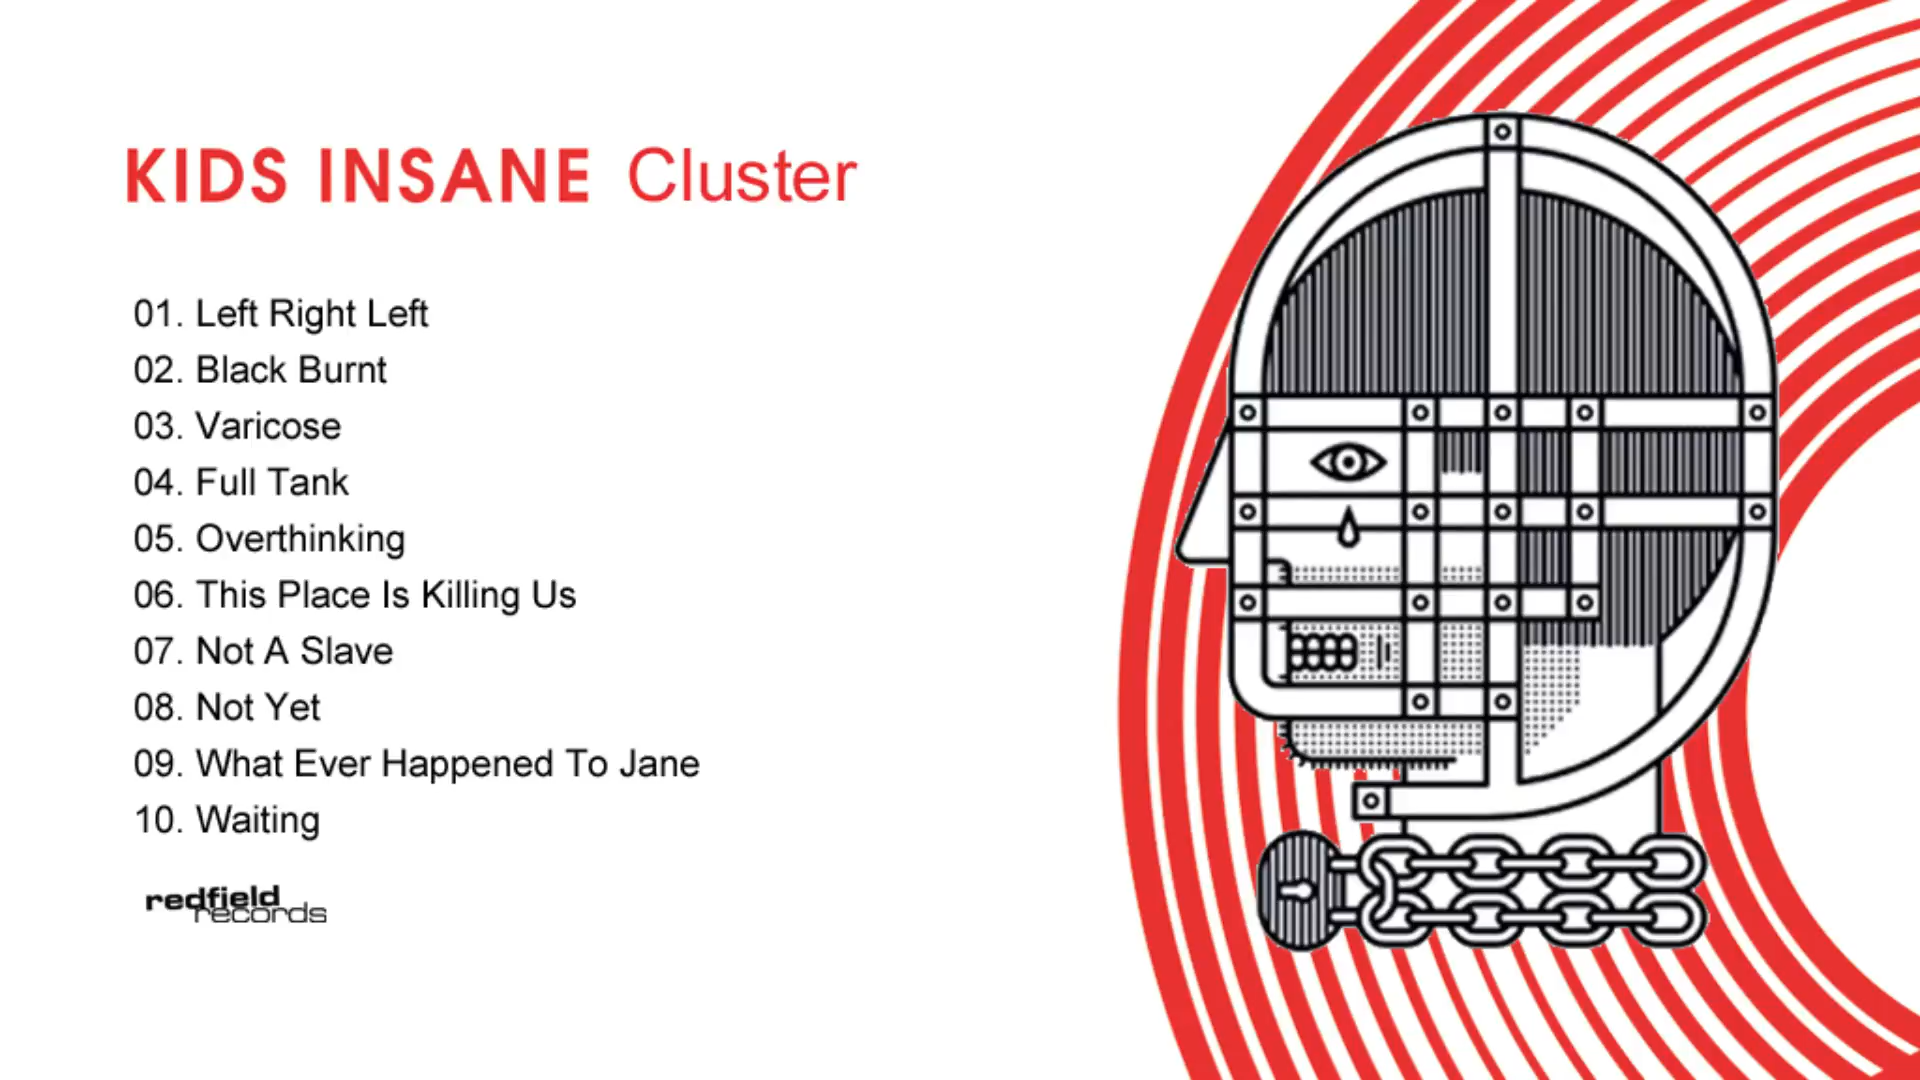 KIDS INSANE Cluster
01. Left Right Left
02. Black Burnt
03. Varicose
04. Full Tank
05. Overthinking
06. This Place Is Killing Us
07. Not A Slave
08. Not Yet
09. What Ever Happened To Jane
10. Waiting
redfield
records